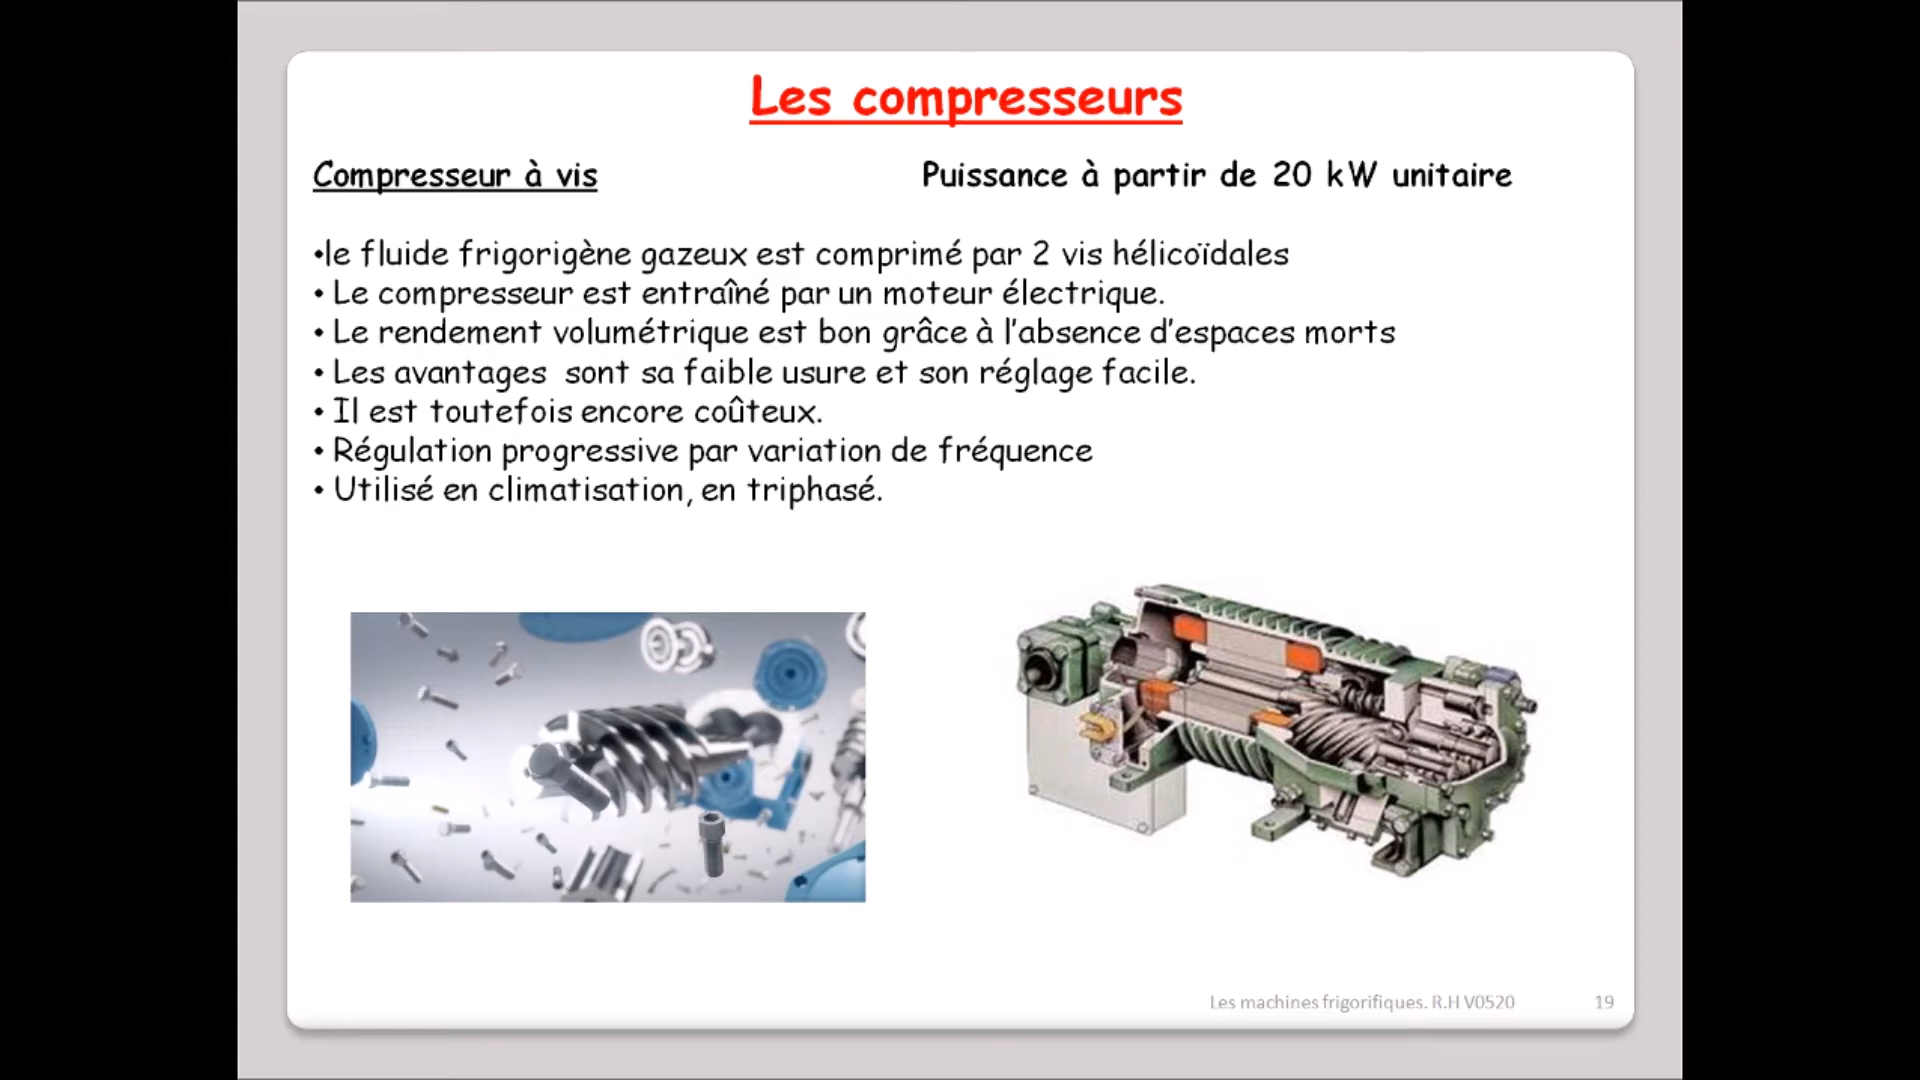 Les compresseurs
Compresseur à vis
Puissance à partir de 20 kW unitaire
•le fluide frigorigène gazeux est comprimé par 2 vis hélicoïdales
• Le compresseur est entraîné par un moteur électrique.
• Le rendement volumétrique est bon grâce à l'absence d'espaces morts
• Les avantages sont sa faible usure et son réglage facile.
• Il est toutefois encore coûteux.
• Régulation progressive par variation de fréquence
• Utilisé en climatisation, en triphasé.
Les machines frigorifiques. R.H V0520
19